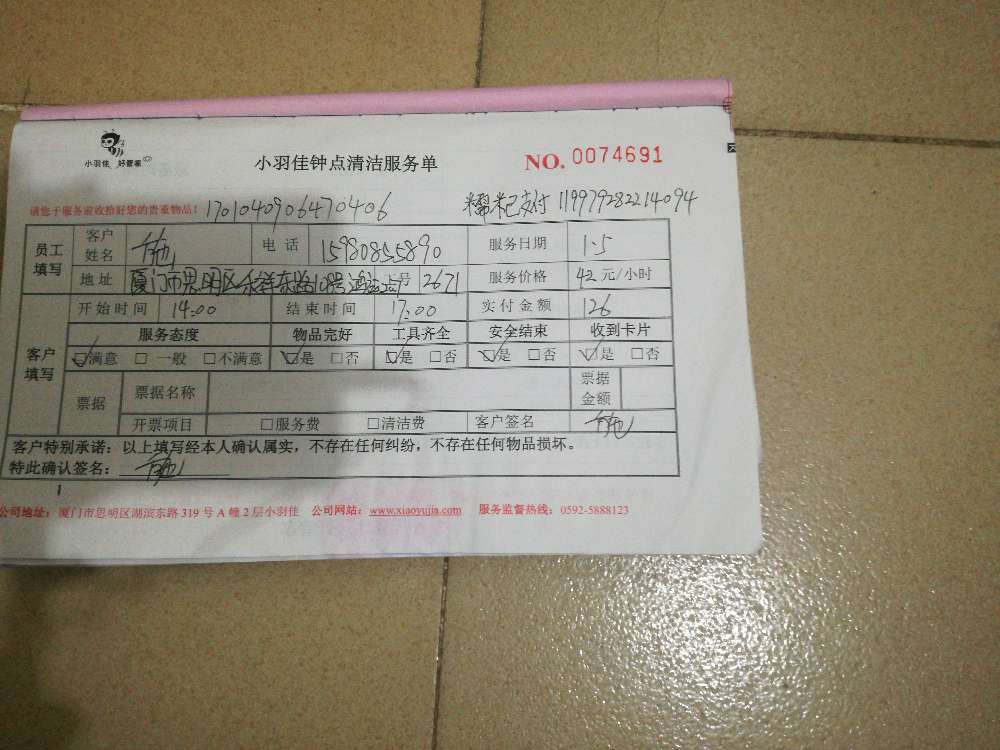 小羽佳 好管家
小羽佳钟点清洁服务单
NO. 0074691
请您于服务前收拾好您的贵重物品! 1701040906470406 糯米已支付 119979282214094
员工填写 客户姓名 电话 15980855890 服务日期 1.5
地址 厦门市思明区 东路108号 2671 服务价格 42 元/小时
客户填写 开始时间 14:00 结束时间 17:00 实付金额 126
服务态度 物品完好 工具齐全 安全结束 收到卡片
☑满意 □一般 □不满意 ☑是 □否 ☑是 □否 ☑是 □否 ☑是 □否
票据 票据名称 票据金额
开票项目 □服务费 □清洁费 客户签名
客户特别承诺：以上填写经本人确认属实，不存在任何纠纷，不存在任何物品损坏。
特此确认签名：
公司地址：厦门市思明区湖滨东路 319 号 A 幢 2 层小羽佳 公司网站：www.xiaoyujia.com 服务监督热线：0592-5888123